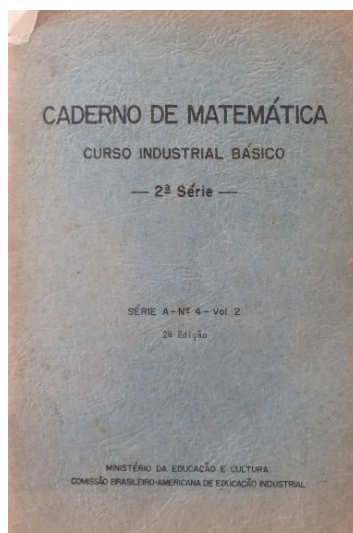 CADERNO DE MATEMÁTICA
CURSO INDUSTRIAL BÁSICO
— 2ª Série —
SÉRIE A - Nº 4 - Vol. 2
2ª Edição
MINISTÉRIO DA EDUCAÇÃO E CULTURA
COMISSÃO BRASILEIRO-AMERICANA DE EDUCAÇÃO INDUSTRIAL